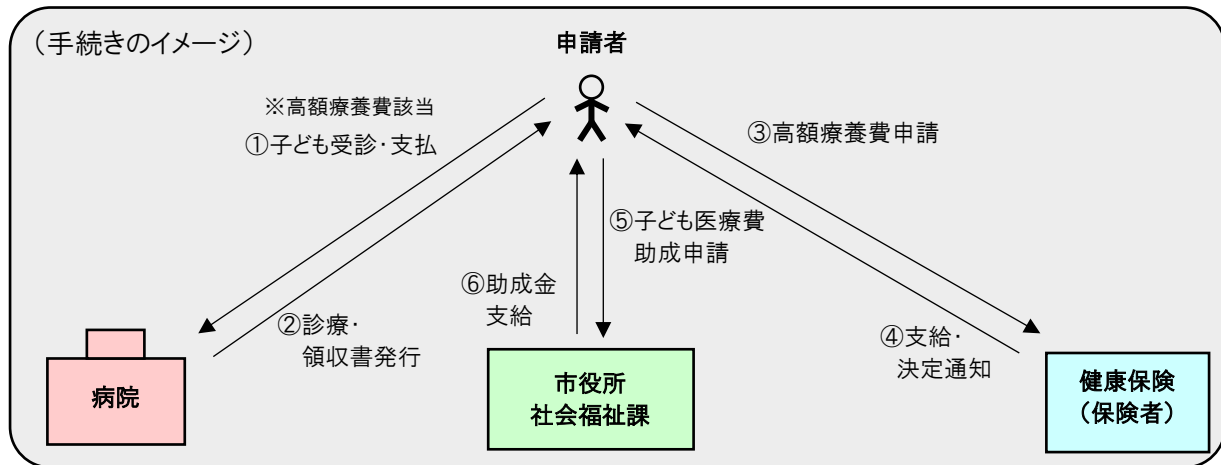 （手続きのイメージ）
申請者
※高額療養費該当
①子ども受診・支払
③高額療養費申請
⑤子ども医療費
助成申請
⑥助成金
支給
②診療・
領収書発行
④支給・
決定通知
病院
市役所
社会福祉課
健康保険
（保険者）